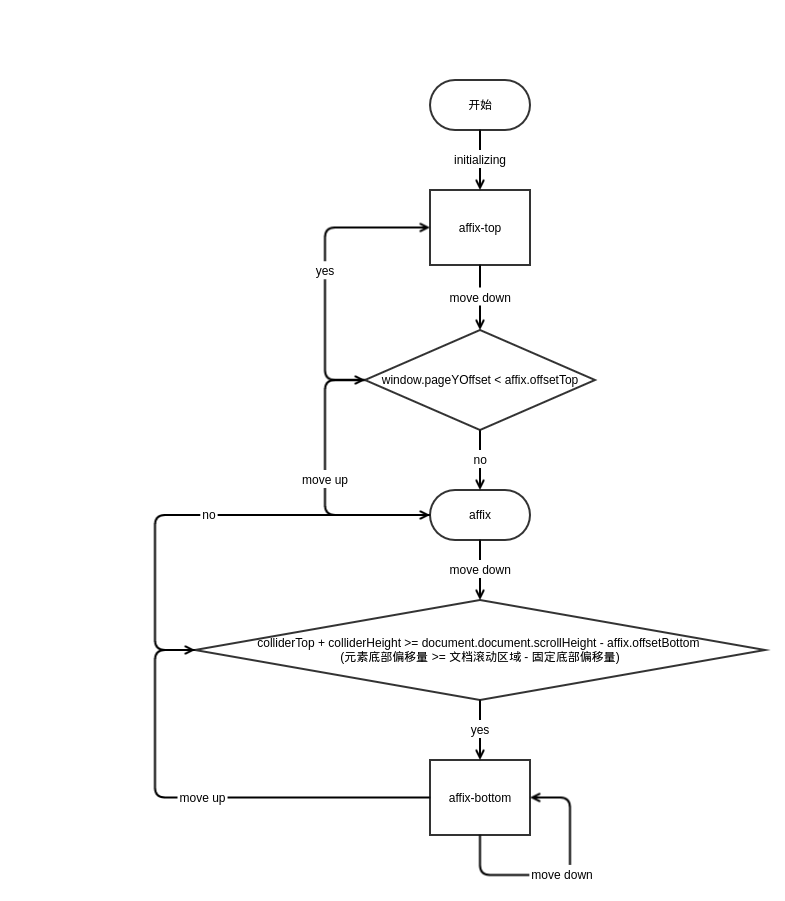 开始
initializing
affix-top
yes
move down
window.pageYOffset < affix.offsetTop
no
move up
no
affix
move down
colliderTop + colliderHeight >= document.document.scrollHeight - affix.offsetBottom
(元素底部偏移量 >= 文档滚动区域 - 固定底部偏移量)
yes
move up
affix-bottom
move down